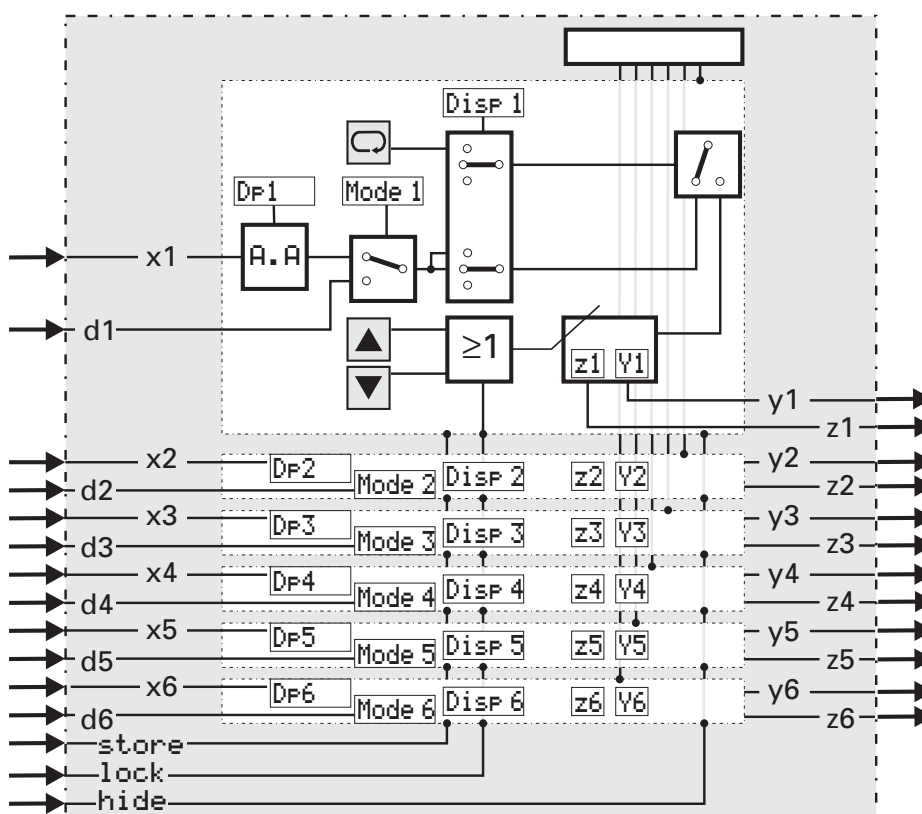 Disp 1
Dp1
Mode 1
x1
A.A
d1
≥1
z1 Y1
y1
z1
x2 Dp2 y2
d2 Mode 2 Disp 2 z2 Y2 z2
x3 Dp3 y3
d3 Mode 3 Disp 3 z3 Y3 z3
x4 Dp4 y4
d4 Mode 4 Disp 4 z4 Y4 z4
x5 Dp5 y5
d5 Mode 5 Disp 5 z5 Y5 z5
x6 Dp6 y6
d6 Mode 6 Disp 6 z6 Y6 z6
store
lock
hide